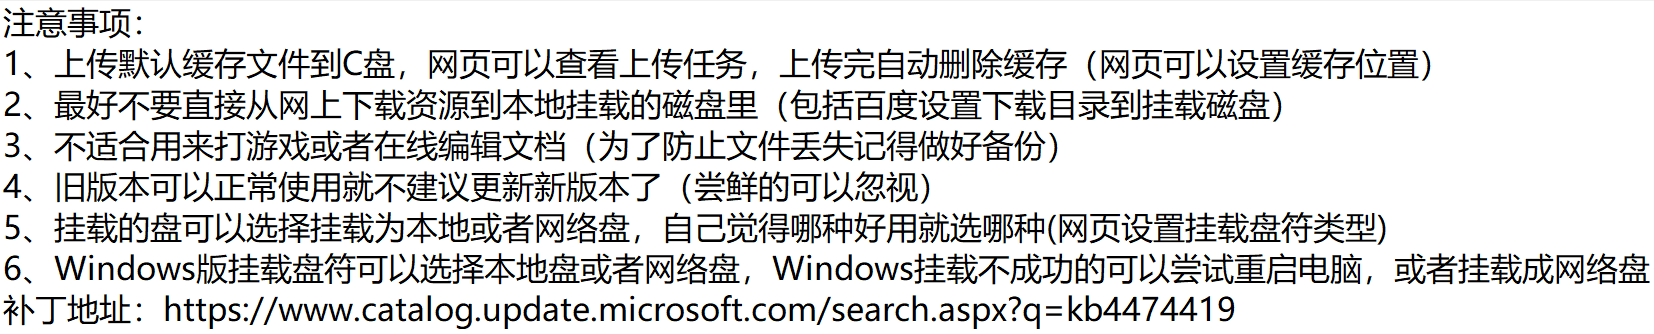 注意事项：
1、上传默认缓存文件到C盘，网页可以查看上传任务，上传完自动删除缓存（网页可以设置缓存位置）
2、最好不要直接从网上下载资源到本地挂载的磁盘里（包括百度设置下载目录到挂载磁盘）
3、不适合用来打游戏或者在线编辑文档（为了防止文件丢失记得做好备份）
4、旧版本可以正常使用就不建议更新新版本了（尝鲜的可以忽视）
5、挂载的盘可以选择挂载为本地或者网络盘，自己觉得哪种好用就选哪种(网页设置挂载盘符类型)
6、Windows版挂载盘符可以选择本地盘或者网络盘，Windows挂载不成功的可以尝试重启电脑，或者挂载成网络盘
补丁地址：https://www.catalog.update.microsoft.com/search.aspx?q=kb4474419